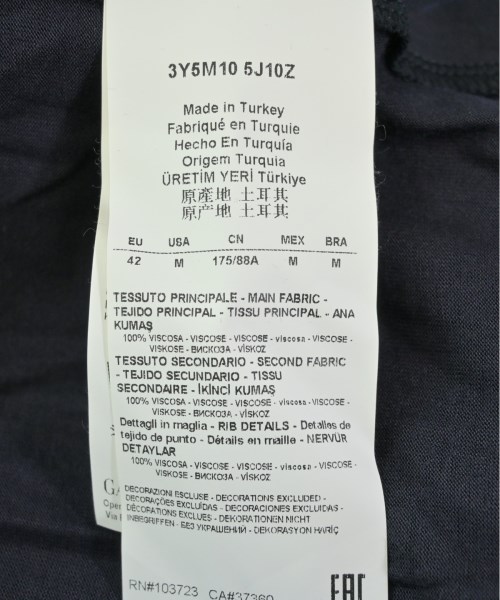 3Y5M10 5J10Z
Made in Turkey
Fabriqué en Turquie
Hecho En Turquía
Origem Turquia
ÜRETİM YERİ Türkiye
原產地 土耳其
原产地 土耳其
EU USA CN MEX BRA
42 M 175/88A M M
TESSUTO PRINCIPALE - MAIN FABRIC -
TEJIDO PRINCIPAL - TISSU PRINCIPAL - ANA
KUMAŞ
100% VISCOSA - VISCOSE - VISCOSE - viscosa - VISCOSE -
VISKOSE - ВИСКОЗА - VİSKOZ
TESSUTO SECONDARIO - SECOND FABRIC
- TEJIDO SECUNDARIO - TISSU
SECONDAIRE - İKİNCİ KUMAŞ
100% VISCOSA - VISCOSE - VISCOSE - viscosa - VISCOSE -
VISKOSE - ВИСКОЗА - VİSKOZ
Dettagli in maglia - RIB DETAILS - Detalles de
tejido de punto - Détails en maille - NERVÜR
DETAYLAR
100% VISCOSA - VISCOSE - VISCOSE - viscosa - VISCOSE -
VISKOSE - ВИСКОЗА - VİSKOZ
DECORAZIONI ESCLUSE - DECORATIONS EXCLUDED -
DECORAÇÕES EXCLUÍDAS - DECORACIONES EXCLUIDAS -
DÉCORATIONS EXCLUES - DEKORATIONEN NICHT
INBEGRIFFEN - БЕЗ УКРАШЕНИЙ - DEKORASYON HARİÇ
Via
RN#103723 CA#37360
EAC